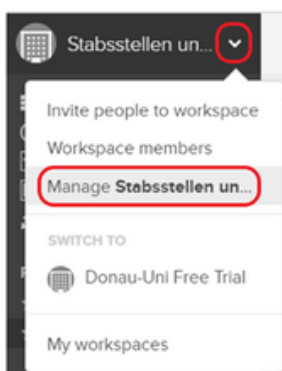 Stabsstellen un...
Invite people to workspace
Workspace members
Manage Stabsstellen un...
SWITCH TO
Donau-Uni Free Trial
My workspaces